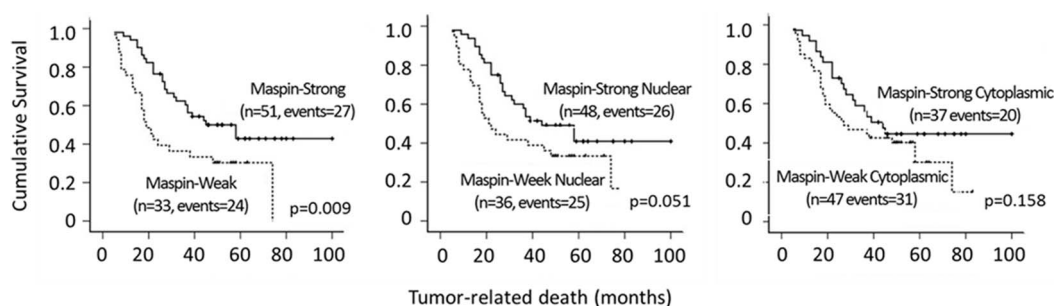 Cumulative Survival
1.0
0.8
0.6
0.4
0.2
0
Maspin-Strong
(n=51, events=27)
Maspin-Weak
(n=33, events=24)
p=0.009
0 20 40 60 80 100
1.0
0.8
0.6
0.4
0.2
0
Maspin-Strong Nuclear
(n=48, events=26)
Maspin-Week Nuclear
(n=36, events=25)
p=0.051
0 20 40 60 80 100
1.0
0.8
0.6
0.4
0.2
0
Maspin-Strong Cytoplasmic
(n=37 events=20)
Maspin-Weak Cytoplasmic
(n=47 events=31)
p=0.158
0 20 40 60 80 100
Tumor-related death (months)